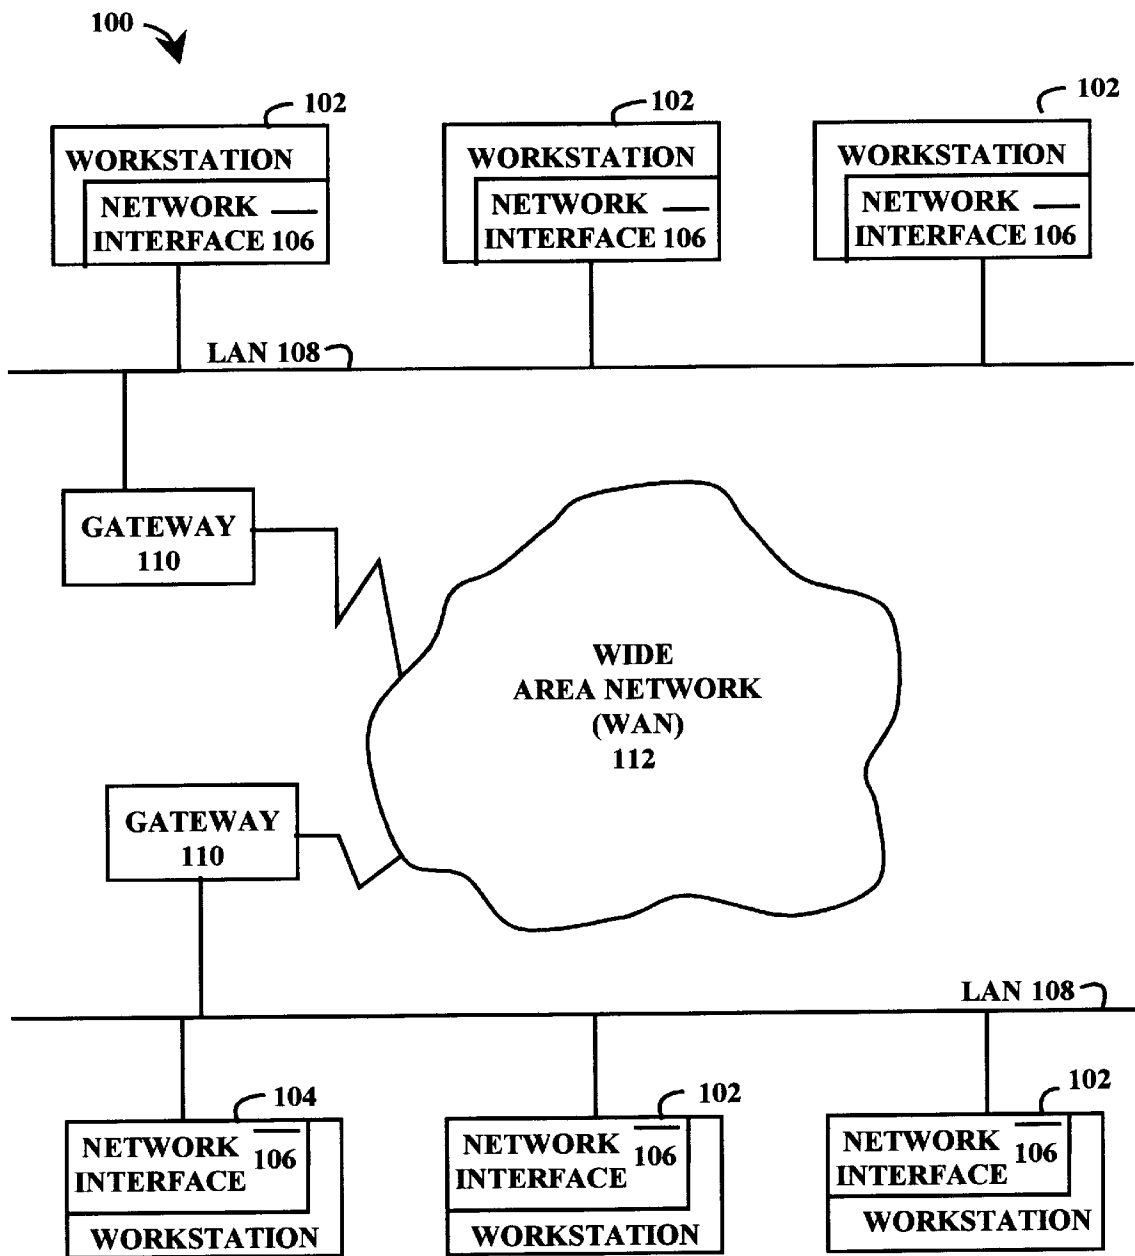 100
102
102
102
WORKSTATION
WORKSTATION
WORKSTATION
NETWORK
INTERFACE 106
NETWORK
INTERFACE 106
NETWORK
INTERFACE 106
LAN 108
GATEWAY
110
WIDE
AREA NETWORK
(WAN)
112
GATEWAY
110
LAN 108
104
102
102
NETWORK
106
INTERFACE
WORKSTATION
NETWORK
106
INTERFACE
WORKSTATION
NETWORK
106
INTERFACE
WORKSTATION